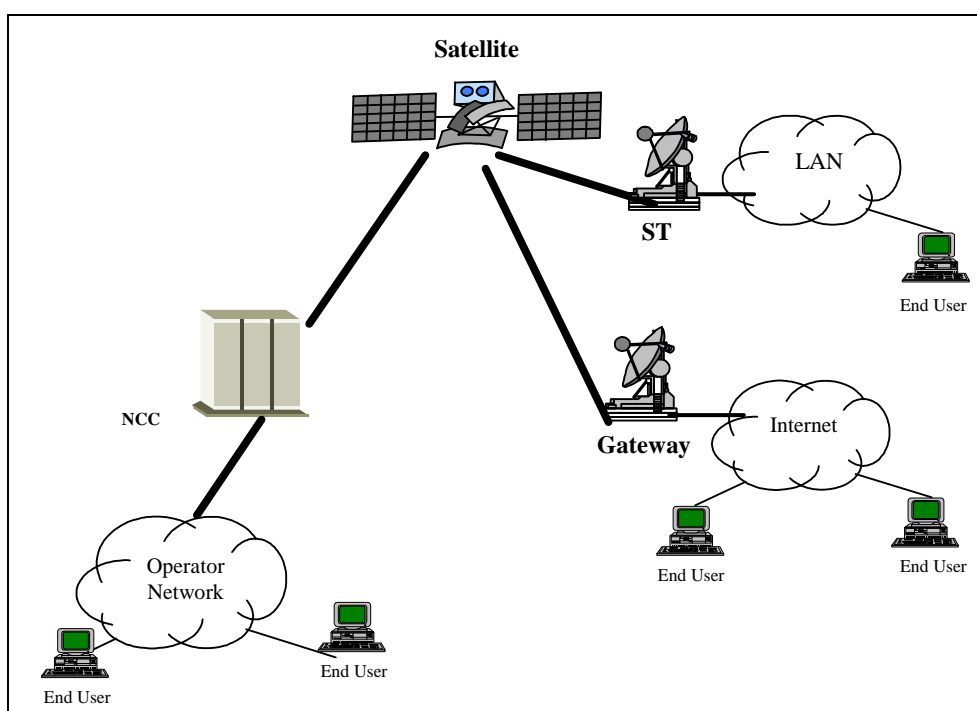 Satellite
LAN
ST
End User
NCC
Gateway
Internet
End User
End User
Operator
Network
End User
End User